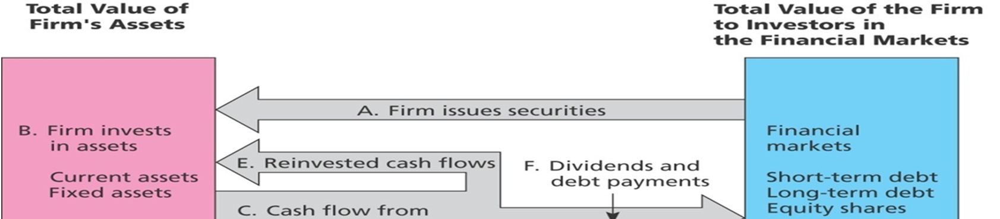 Total Value of
Firm's Assets
Total Value of the Firm
to Investors in
the Financial Markets
A. Firm issues securities
B. Firm invests
in assets
Current assets
Fixed assets
E. Reinvested cash flows
F. Dividends and
debt payments
C. Cash flow from
Financial
markets
Short-term debt
Long-term debt
Equity shares